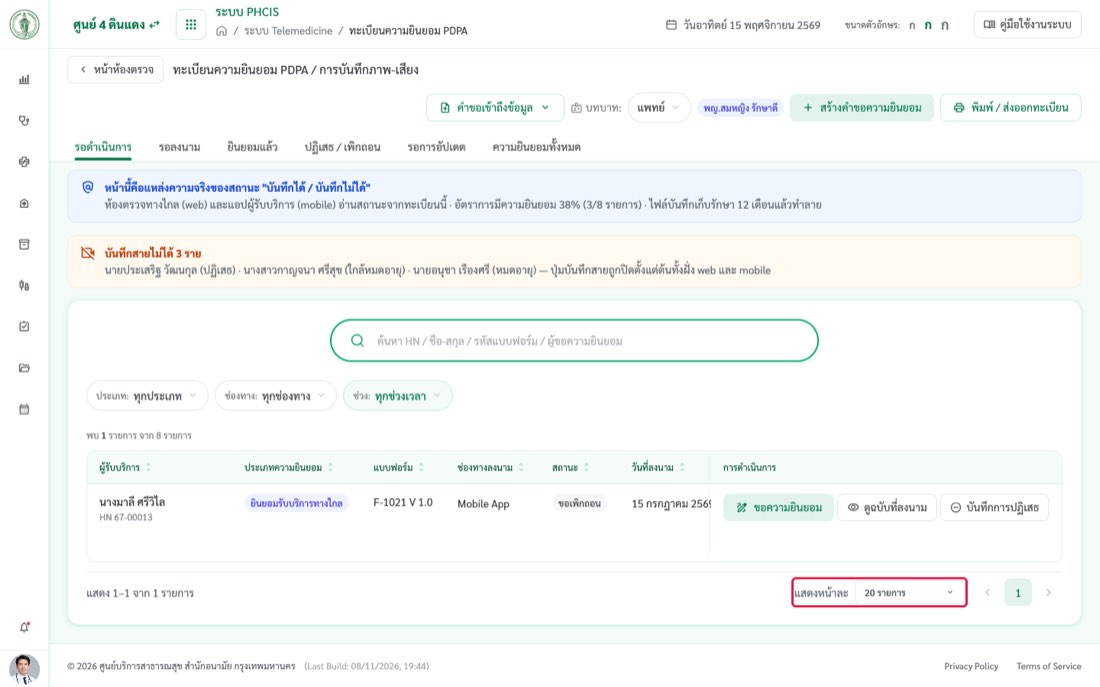 ศูนย์ 4 ดินแดง
ระบบ PHCIS
ระบบ Telemedicine / ทะเบียนความยินยอม PDPA
วันอาทิตย์ 15 พฤศจิกายน 2569
ขนาดตัวอักษร: ก ก ก
คู่มือใช้งานระบบ
หน้าห้องตรวจ
ทะเบียนความยินยอม PDPA / การบันทึกภาพ-เสียง
คำขอเข้าถึงข้อมูล
บทบาท: แพทย์
พญ.สมหญิง รักษาดี
+ สร้างคำขอความยินยอม
พิมพ์ / ส่งออกทะเบียน
รอดำเนินการ รอลงนาม ยินยอมแล้ว ปฏิเสธ / เพิกถอน รอการอัปเดต ความยินยอมทั้งหมด
หน้านี้คือแหล่งความจริงของสถานะ "บันทึกได้ / บันทึกไม่ได้"
ห้องตรวจทางไกล (web) และแอปผู้รับบริการ (mobile) อ่านสถานะจากทะเบียนนี้ · อัตราการมีความยินยอม 38% (3/8 รายการ) · ไฟล์บันทึกเก็บรักษา 12 เดือนแล้วทำลาย
บันทึกสายไม่ได้ 3 ราย
นายประเสริฐ วัฒนกุล (ปฏิเสธ) · นางสาวกาญจนา ศรีสุข (ใกล้หมดอายุ) · นายอนุชา เรืองศรี (หมดอายุ) — ปุ่มบันทึกสายถูกปิดตั้งแต่ต้นทั้งฝั่ง web และ mobile
ค้นหา HN / ชื่อ-สกุล / รหัสแบบฟอร์ม / ผู้ขอความยินยอม
ประเภท: ทุกประเภท ช่องทาง: ทุกช่องทาง ช่วง: ทุกช่วงเวลา
พบ 1 รายการ จาก 8 รายการ
ผู้รับบริการ ประเภทความยินยอม แบบฟอร์ม ช่องทางลงนาม สถานะ วันที่ลงนาม การดำเนินการ
นางมาลี ศรีวิไล ยินยอมรับบริการทางไกล F-1021 V 1.0 Mobile App ขอเพิกถอน 15 กรกฎาคม 2569 ขอความยินยอม ดูฉบับที่ลงนาม บันทึกการปฏิเสธ
HN 67-00013
แสดง 1–1 จาก 1 รายการ
แสดงหน้าละ 20 รายการ
1
© 2026 ศูนย์บริการสาธารณสุข สำนักอนามัย กรุงเทพมหานคร (Last Build: 08/11/2026, 19:44)
Privacy Policy Terms of Service